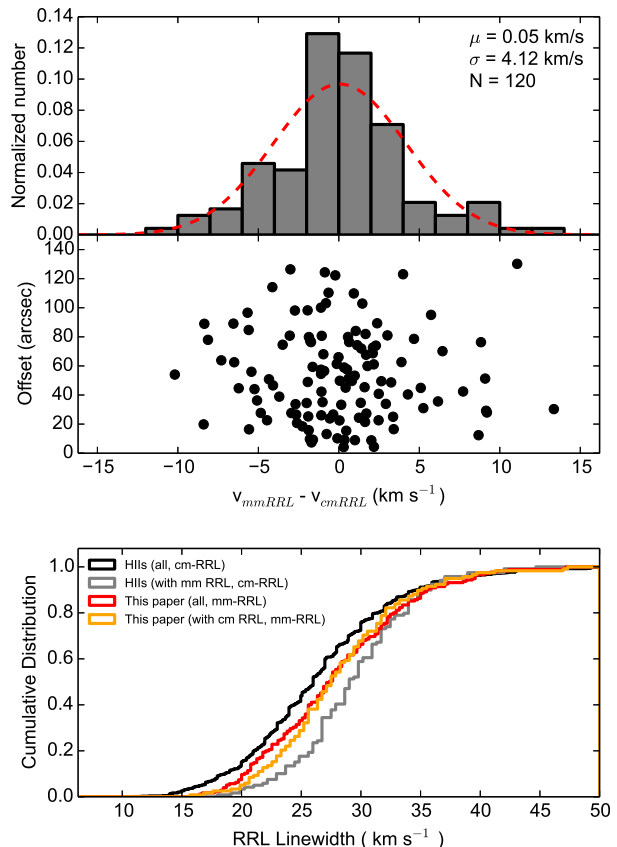 0.14
0.12
0.10
0.08
0.06
0.04
0.02
0.00
Normalized number
μ = 0.05 km/s
σ = 4.12 km/s
N = 120
140
120
100
80
60
40
20
0
Offset (arcsec)
−15 −10 −5 0 5 10 15
v_mmRRL - v_cmRRL (km s⁻¹)
1.0
0.8
0.6
0.4
0.2
0.0
Cumulative Distribution
HIIs (all, cm-RRL)
HIIs (with mm RRL, cm-RRL)
This paper (all, mm-RRL)
This paper (with cm RRL, mm-RRL)
10 15 20 25 30 35 40 45 50
RRL Linewidth ( km s⁻¹ )